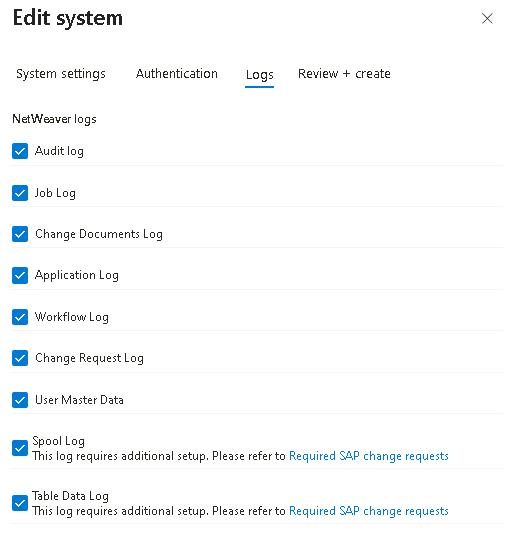 Edit system
System settings Authentication Logs Review + create
NetWeaver logs
Audit log
Job Log
Change Documents Log
Application Log
Workflow Log
Change Request Log
User Master Data
Spool Log
This log requires additional setup. Please refer to Required SAP change requests
Table Data Log
This log requires additional setup. Please refer to Required SAP change requests